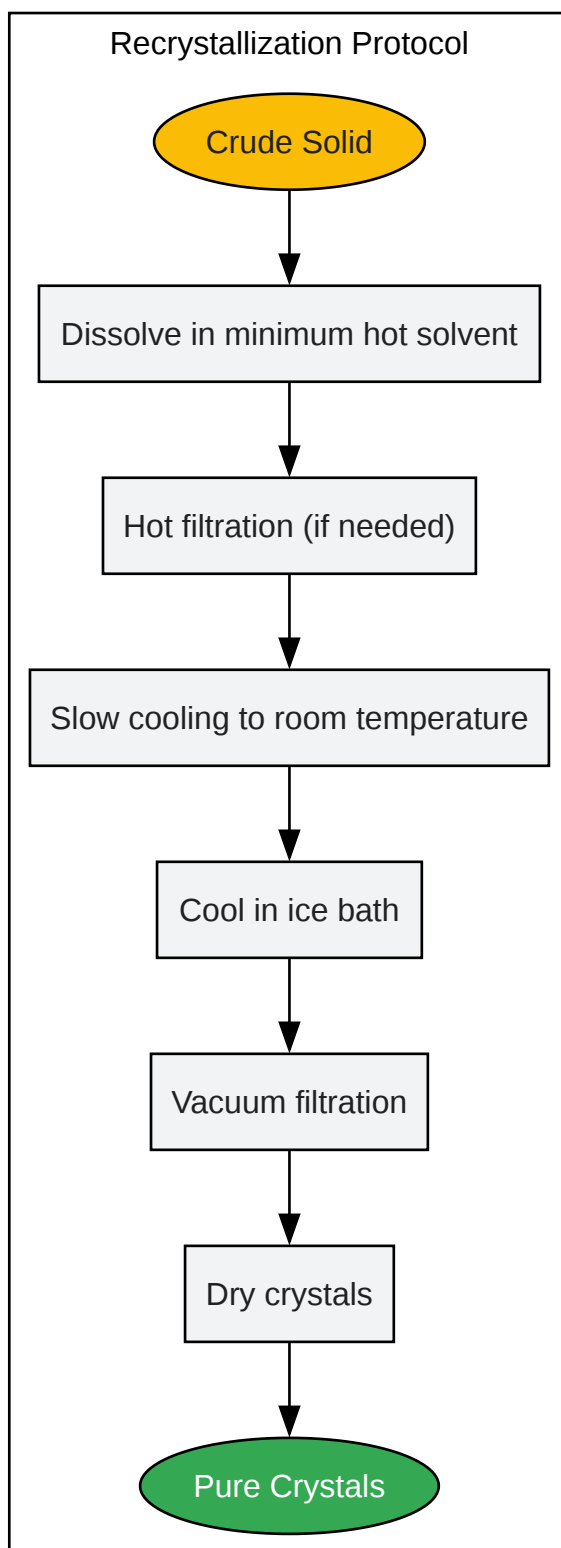 Recrystallization Protocol
Crude Solid
Dissolve in minimum hot solvent
Hot filtration (if needed)
Slow cooling to room temperature
Cool in ice bath
Vacuum filtration
Dry crystals
Pure Crystals